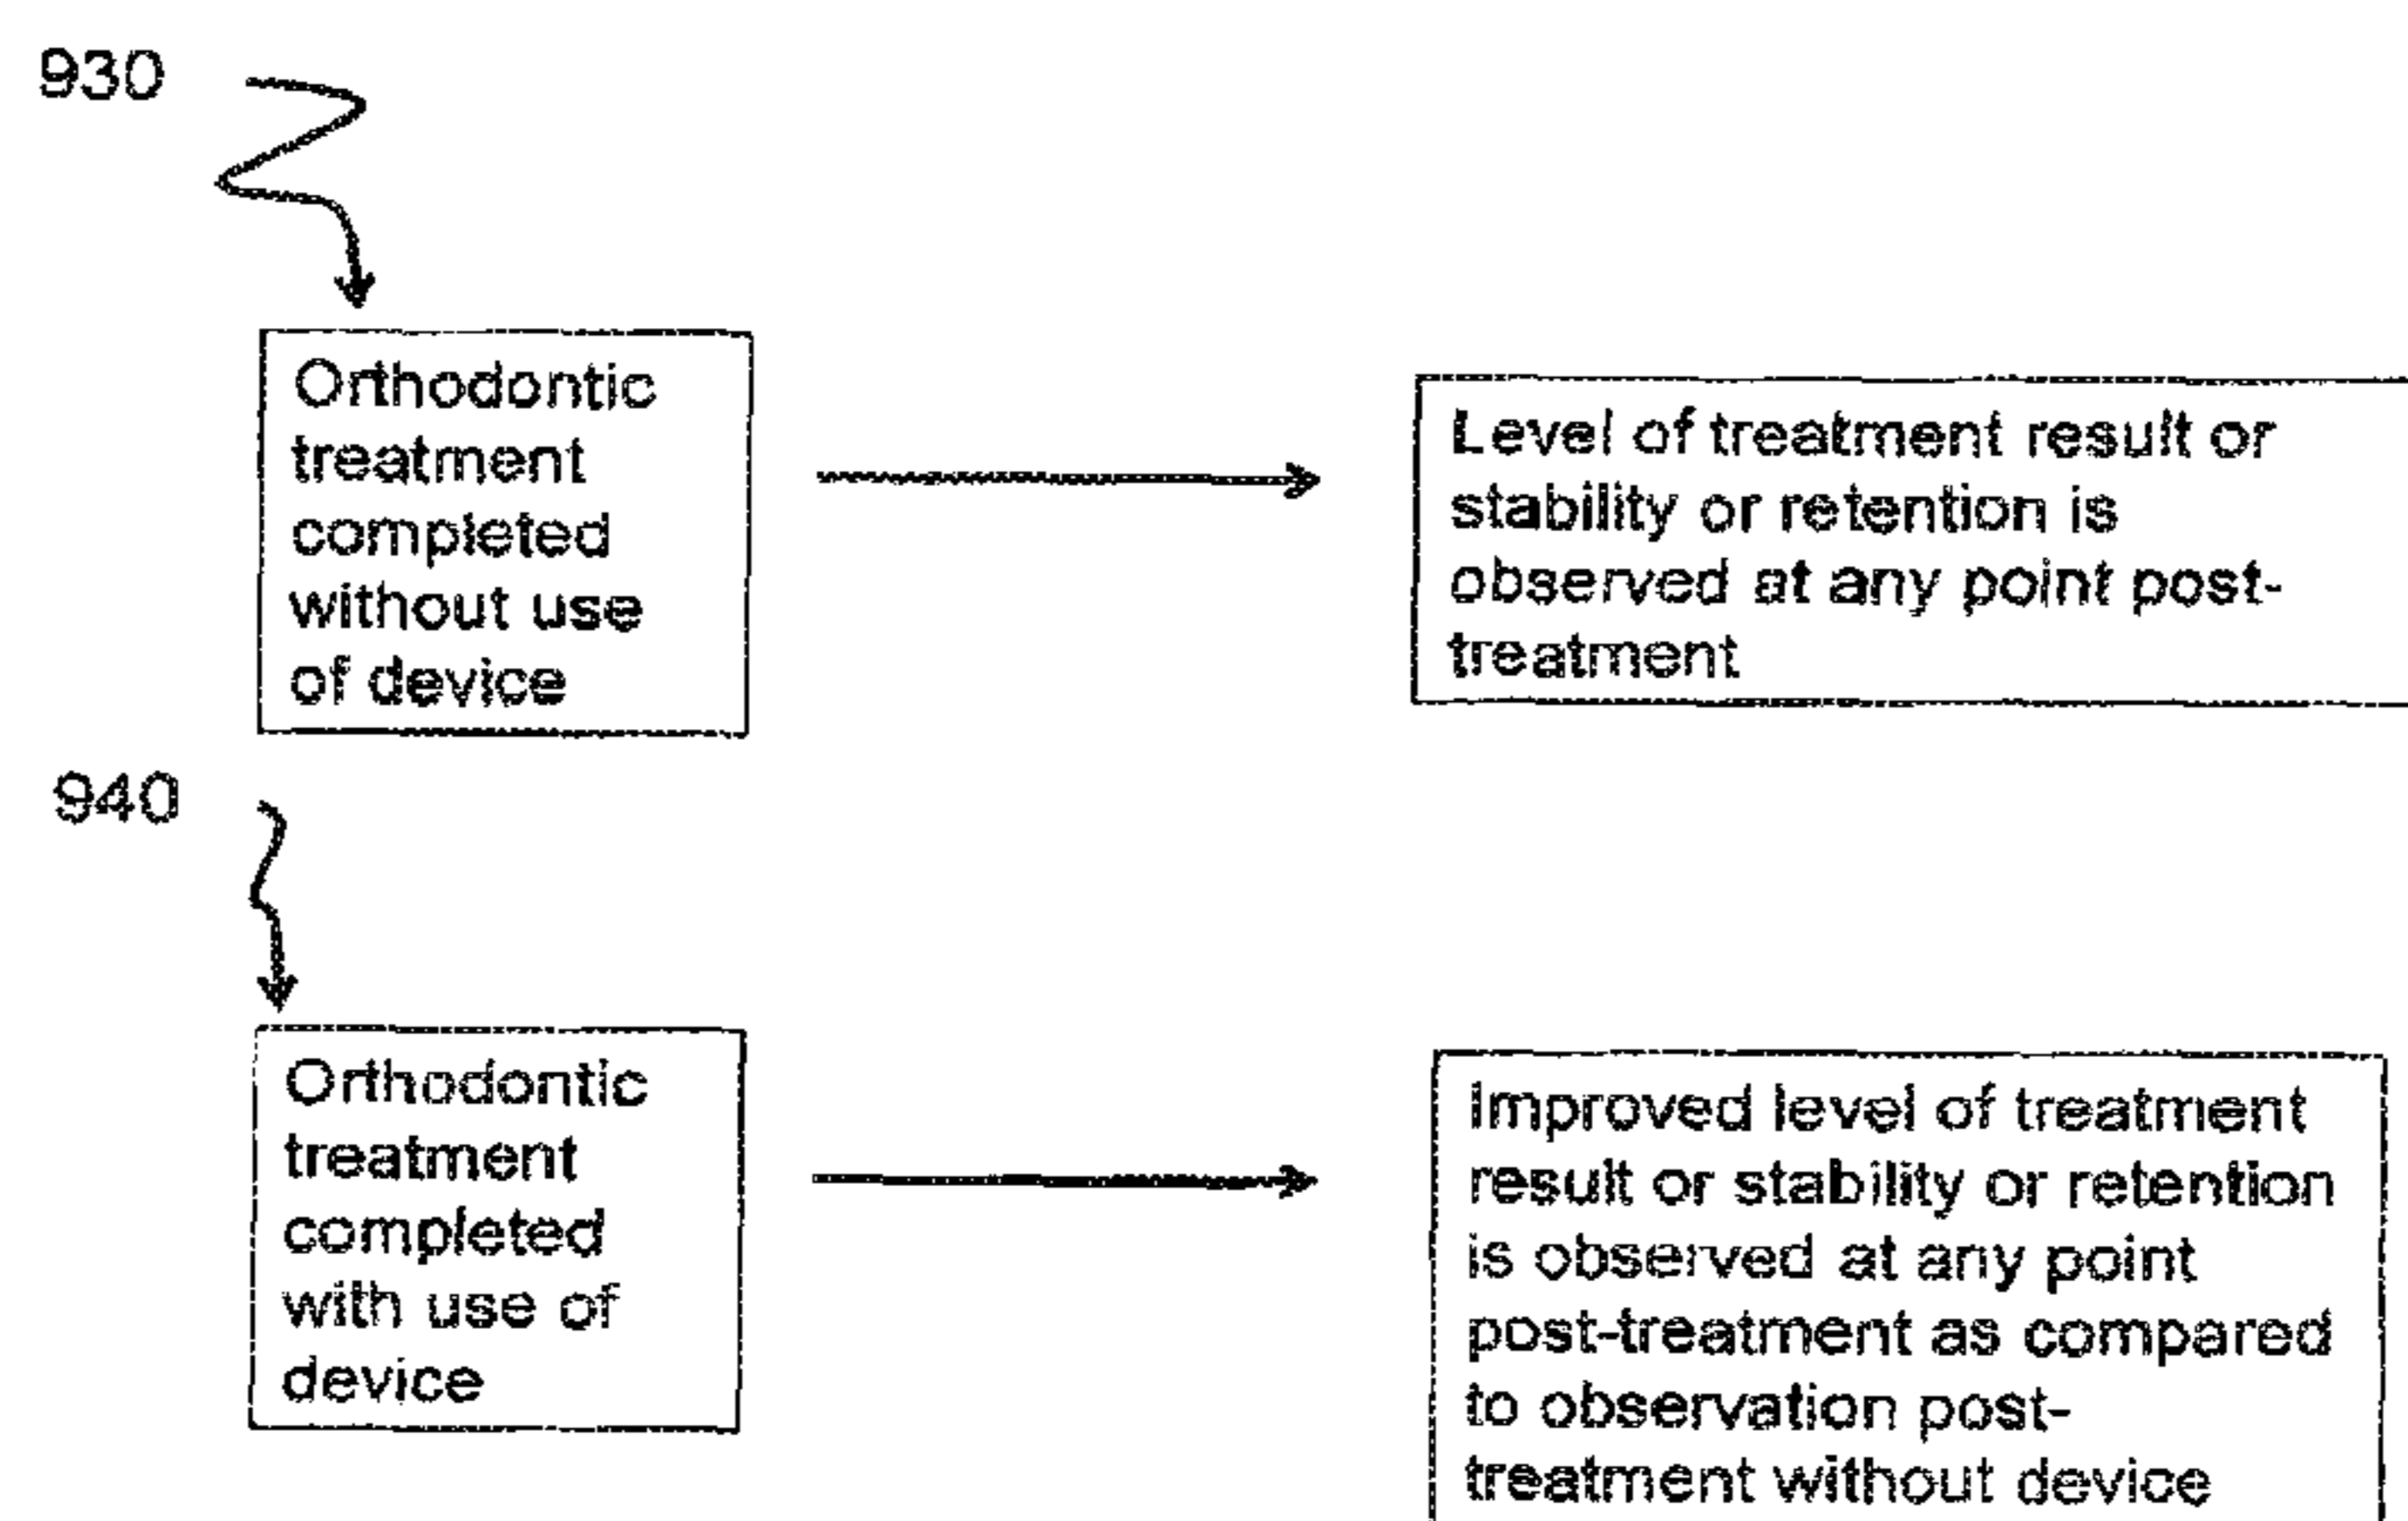 930
Orthodontic
treatment
completed
without use
of device
Level of treatment result or
stability or retention is
observed at any point post-
treatment
940
Orthodontic
treatment
completed
with use of
device
Improved level of treatment
result or stability or retention
is observed at any point
post-treatment as compared
to observation post-
treatment without device